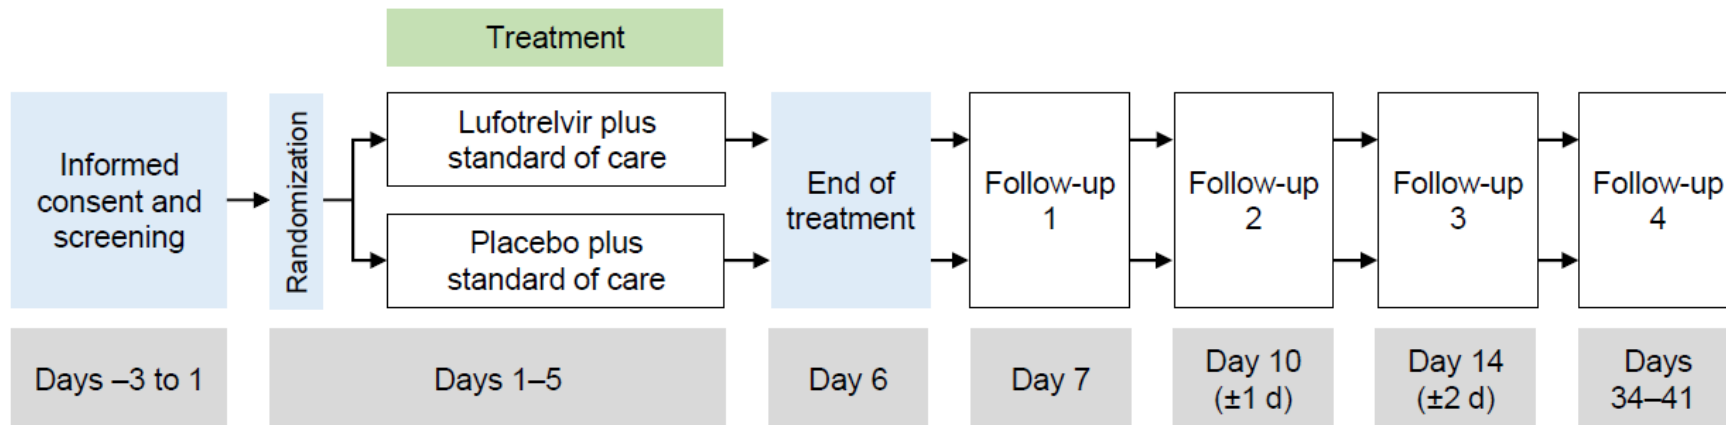 Treatment
Informed
consent and
screening
Randomization
Lufotrelvir plus
standard of care
Placebo plus
standard of care
End of
treatment
Follow-up
1
Follow-up
2
Follow-up
3
Follow-up
4
Days –3 to 1
Days 1–5
Day 6
Day 7
Day 10
(±1 d)
Day 14
(±2 d)
Days
34–41